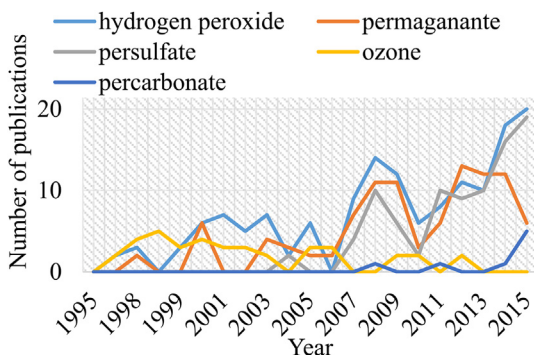 hydrogen peroxide permaganante
persulfate ozone
percarbonate
Number of publications
20
10
0
1995 1998 1999 2001 2003 2005 2007 2009 2011 2013 2015
Year